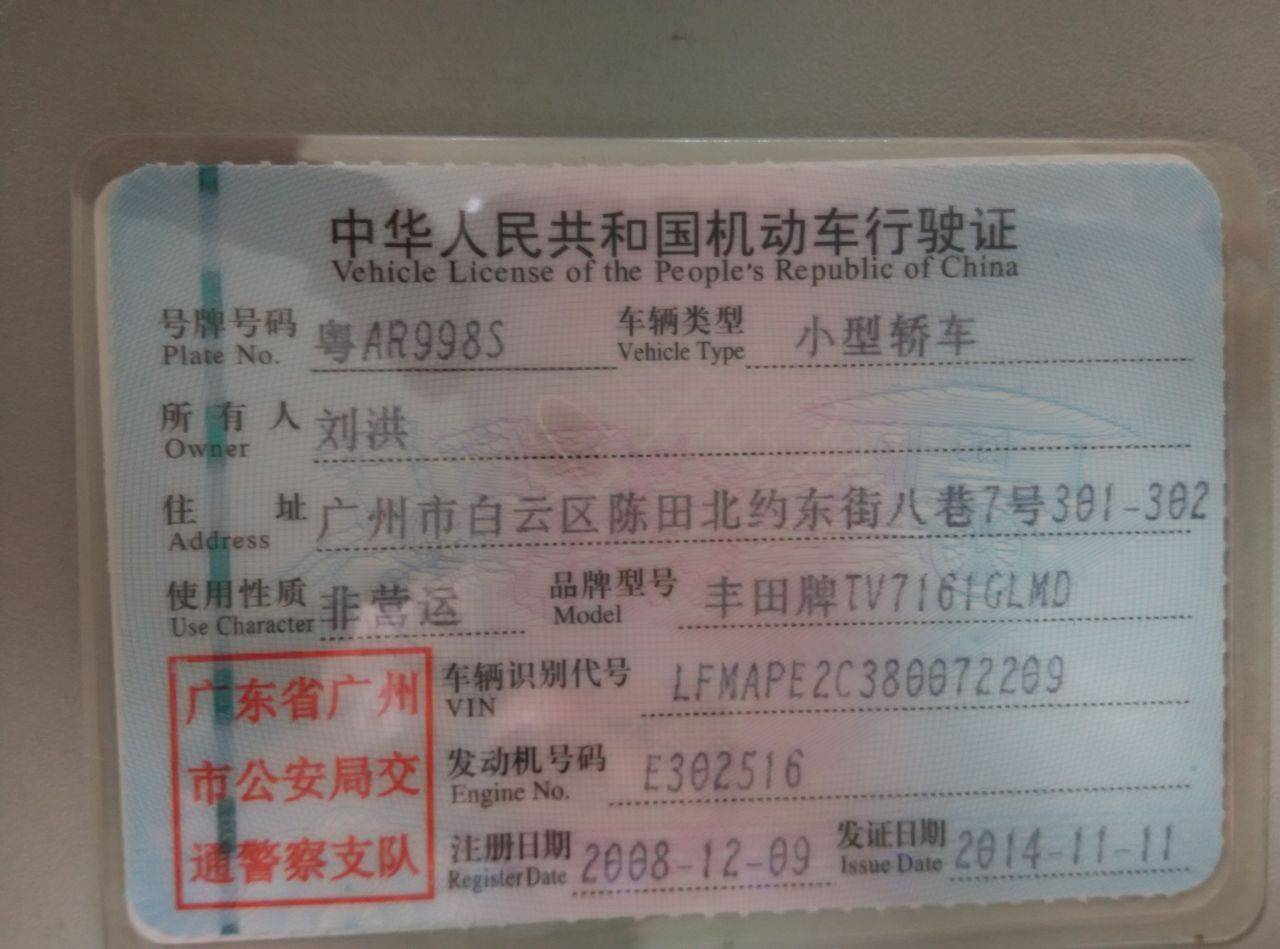 中华人民共和国机动车行驶证
Vehicle License of the People's Republic of China
号牌号码 粤AR998S 车辆类型 小型轿车
Plate No. Vehicle Type
所有人 刘洪
Owner
住址 广州市白云区陈田北约东街八巷7号301-302
Address
使用性质 非营运 品牌型号 丰田牌TV7161GLMD
Use Character Model
广东省广州
市公安局交
通警察支队
车辆识别代号 LFMAPE2C380072209
VIN
发动机号码 E302516
Engine No.
注册日期 2008-12-09 发证日期 2014-11-11
Register Date Issue Date